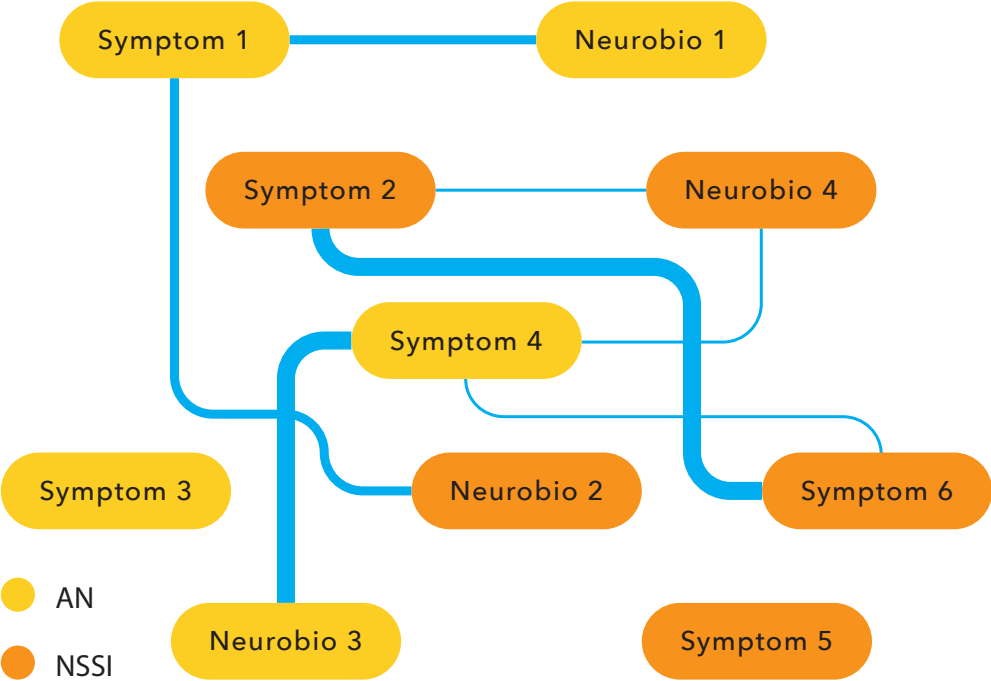 Symptom 1
Neurobio 1
Symptom 2
Neurobio 4
Symptom 4
Symptom 3
Neurobio 2
Symptom 6
AN
Neurobio 3
Symptom 5
NSSI